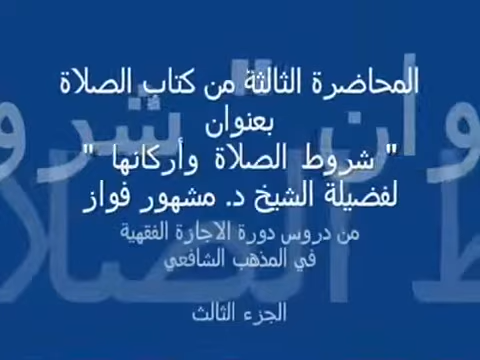 المحاضرة الثالثة من كتاب الصلاة
بعنوان
" شروط الصلاة وأركانها "
لفضيلة الشيخ د. مشهور فواز
من دروس دورة الاجازة الفقهية
في المذهب الشافعي
الجزء الثالث